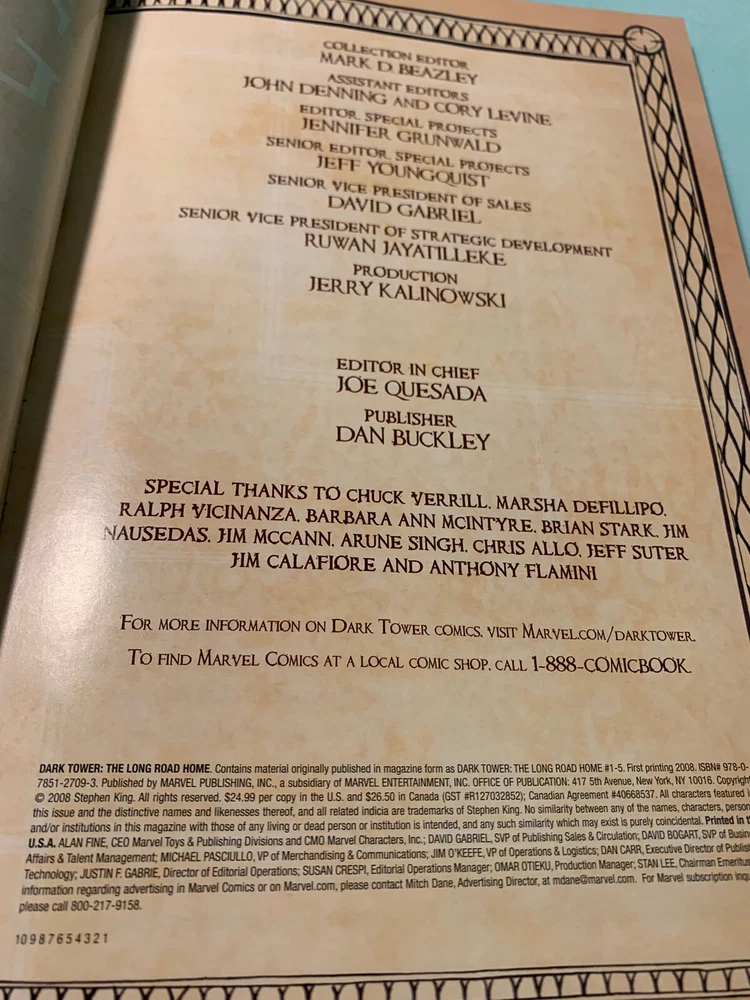 COLLECTION EDITOR
MARK D. BEAZLEY
ASSISTANT EDITORS
JOHN DENNING AND CORY LEVINE
EDITOR, SPECIAL PROJECTS
JENNIFER GRUNWALD
SENIOR EDITOR, SPECIAL PROJECTS
JEFF YOUNGQUIST
SENIOR VICE PRESIDENT OF SALES
DAVID GABRIEL
SENIOR VICE PRESIDENT OF STRATEGIC DEVELOPMENT
RUWAN JAYATILLEKE
PRODUCTION
JERRY KALINOWSKI
EDITOR IN CHIEF
JOE QUESADA
PUBLISHER
DAN BUCKLEY
SPECIAL THANKS TO CHUCK VERRILL, MARSHA DEFILLIPO,
RALPH VICINANZA, BARBARA ANN MCINTYRE, BRIAN STARK, JIM
NAUSEDAS, JIM MCCANN, ARUNE SINGH, CHRIS ALLO, JEFF SUTER
JIM CALAFIORE AND ANTHONY FLAMINI
FOR MORE INFORMATION ON DARK TOWER COMICS, VISIT MARVEL.COM/DARKTOWER.
TO FIND MARVEL COMICS AT A LOCAL COMIC SHOP, CALL 1-888-COMICBOOK.
DARK TOWER: THE LONG ROAD HOME. Contains material originally published in magazine form as DARK TOWER: THE LONG ROAD HOME #1-5. First printing 2008. ISBN# 978-0-
7851-2709-3. Published by MARVEL PUBLISHING, INC., a subsidiary of MARVEL ENTERTAINMENT, INC. OFFICE OF PUBLICATION: 417 5th Avenue, New York, NY 10016. Copyright
© 2008 Stephen King. All rights reserved. $24.99 per copy in the U.S. and $26.50 in Canada (GST #R127032852); Canadian Agreement #40668537. All characters featured
this issue and the distinctive names and likenesses thereof, and all related indicia are trademarks of Stephen King. No similarity between any of the names, characters, person
and/or institutions in this magazine with those of any living or dead person or institution is intended, and any such similarity which may exist is purely coincidental. Printed in
U.S.A. ALAN FINE, CEO Marvel Toys & Publishing Divisions and CMO Marvel Characters, Inc.; DAVID GABRIEL, SVP of Publishing Sales & Circulation; DAVID BOGART, SVP of Busin
Affairs & Talent Management; MICHAEL PASCIULLO, VP of Merchandising & Communications; JIM O'KEEFE, VP of Operations & Logistics; DAN CARR, Executive Director of Publish
Technology; JUSTIN F. GABRIE, Director of Editorial Operations; SUSAN CRESPI, Editorial Operations Manager; OMAR OTIEKU, Production Manager; STAN LEE, Chairman Emeritus.
information regarding advertising in Marvel Comics or on Marvel.com, please contact Mitch Dane, Advertising Director, at mdane@marvel.com. For Marvel subscription inqu
please call 800-217-9158.
10 9 8 7 6 5 4 3 2 1